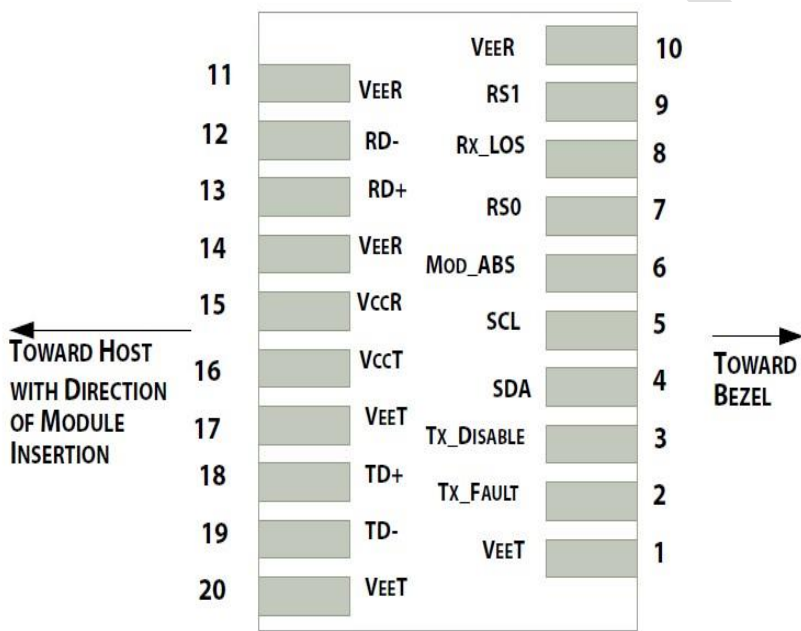 11 VEER
12 RD-
13 RD+
14 VEER
15 VCCR
16 VCCT
17 VEET
18 TD+
19 TD-
20 VEET
VEER 10
RS1 9
RX_LOS 8
RS0 7
MOD_ABS 6
SCL 5
SDA 4
TX_DISABLE 3
TX_FAULT 2
VEET 1
TOWARD HOST
WITH DIRECTION
OF MODULE
INSERTION
TOWARD
BEZEL